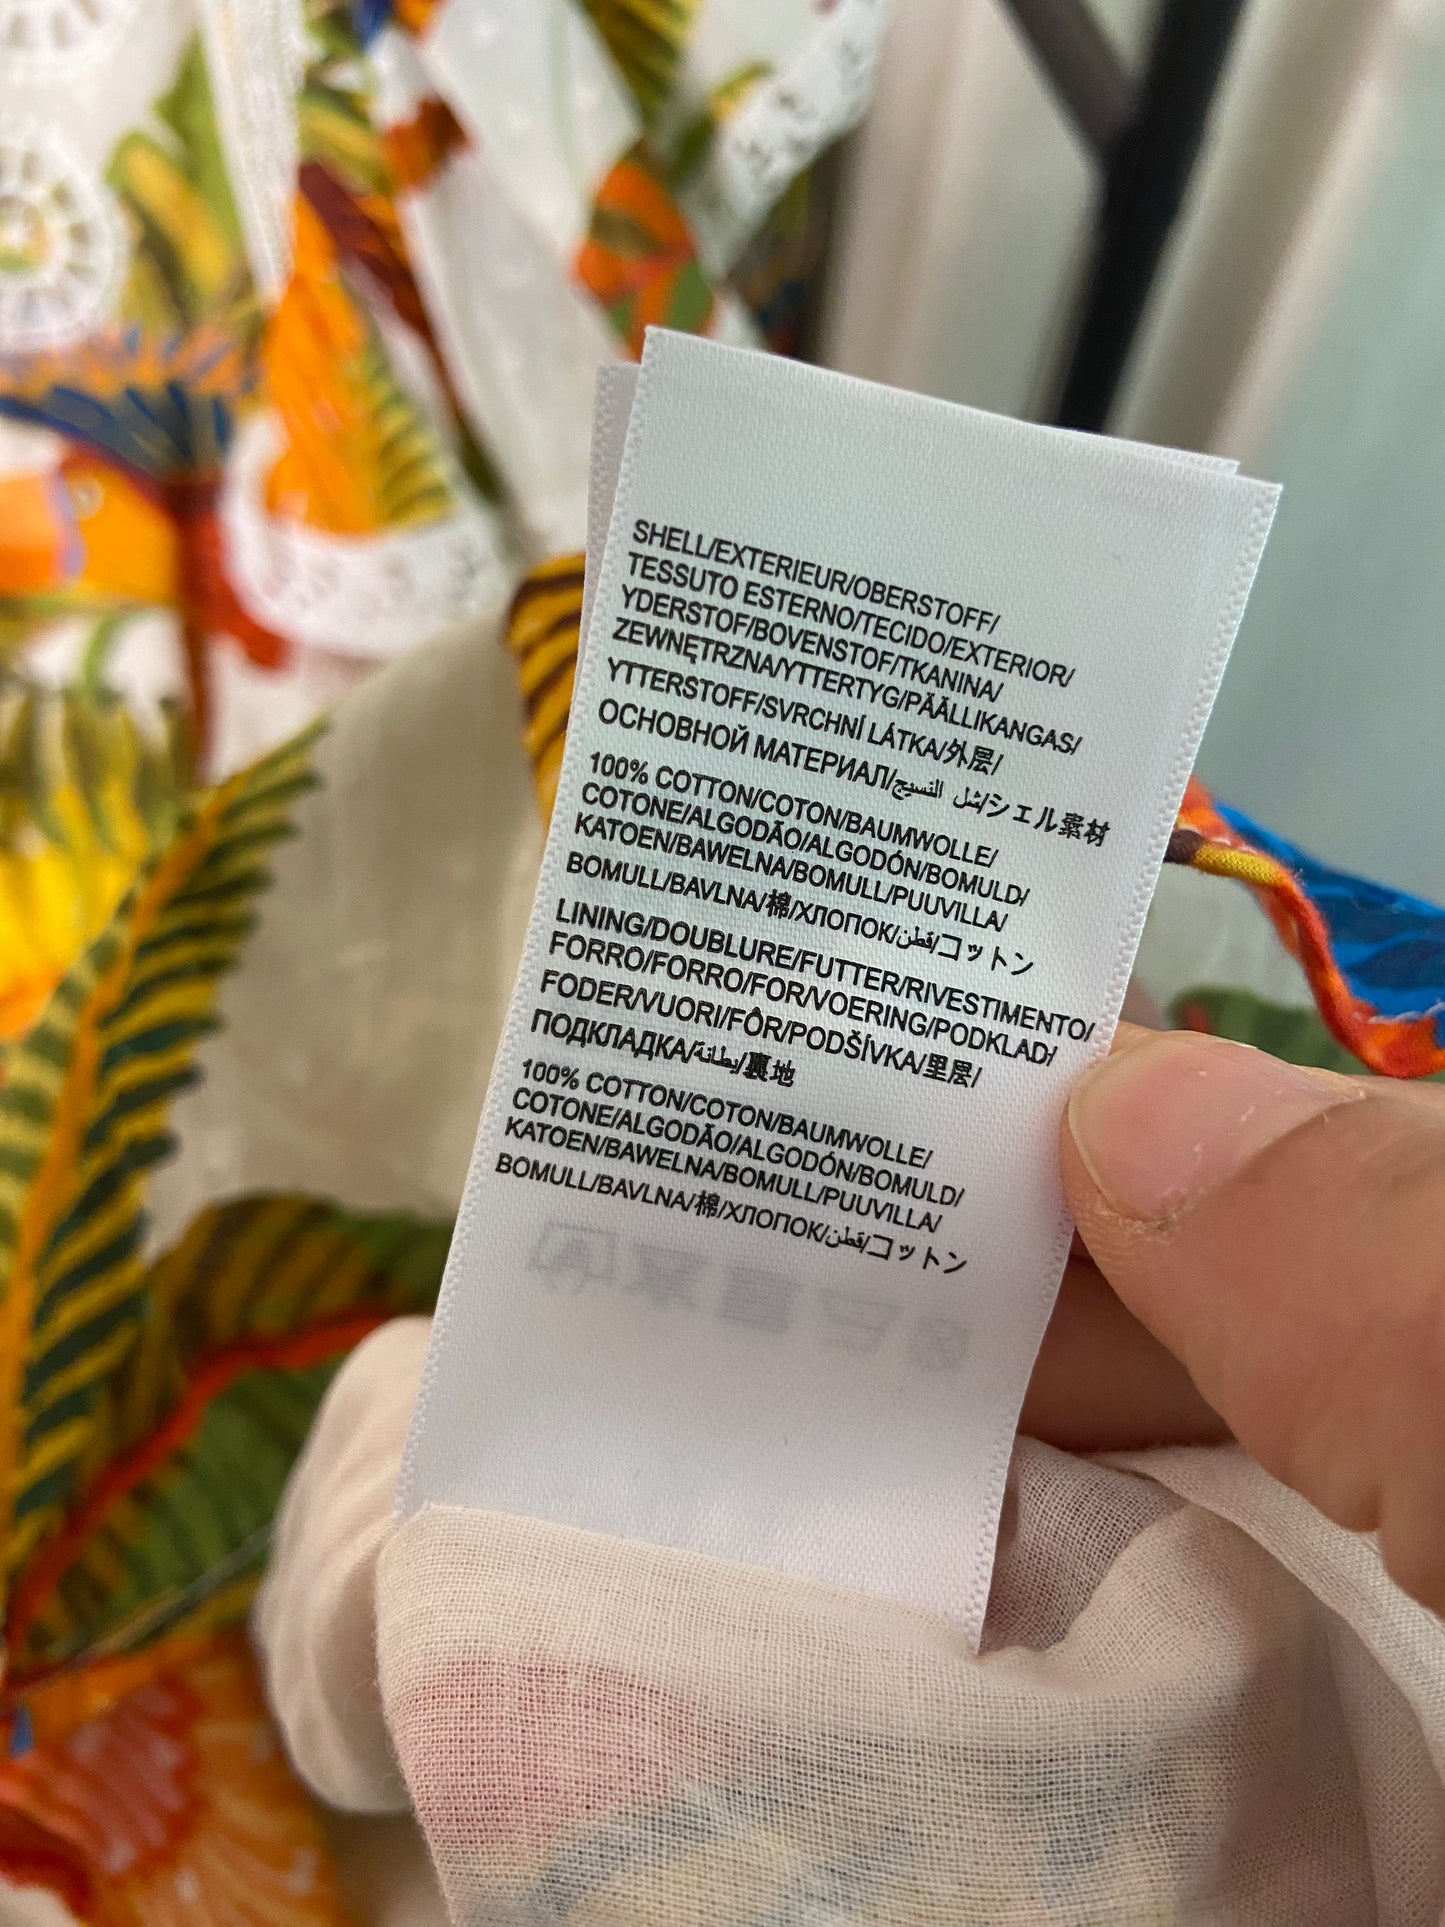 SHELL/EXTERIEUR/OBERSTOFF/
TESSUTO ESTERNO/TECIDO/EXTERIOR/
YDERSTOF/BOVENSTOF/TKANINA/
ZEWNĘTRZNA/YTTERTYG/PÄÄLLIKANGAS/
YTTERSTOFF/SVRCHNÍ LÁTKA/外层/
ОСНОВНОЙ МАТЕРИАЛ/شل النسيج/シェル素材
100% COTTON/COTON/BAUMWOLLE/
COTONE/ALGODÃO/ALGODÓN/BOMULD/
KATOEN/BAWELNA/BOMULL/PUUVILLA/
BOMULL/BAVLNA/棉/ХЛОПОК/قطن/コットン
LINING/DOUBLURE/FUTTER/RIVESTIMENTO/
FORRO/FORRO/FOR/VOERING/PODKLAD/
FODER/VUORI/FÔR/PODŠÍVKA/里层/
ПОДКЛАДКА/بطانة/裏地
100% COTTON/COTON/BAUMWOLLE/
COTONE/ALGODÃO/ALGODÓN/BOMULD/
KATOEN/BAWELNA/BOMULL/PUUVILLA/
BOMULL/BAVLNA/棉/ХЛОПОК/قطن/コットン